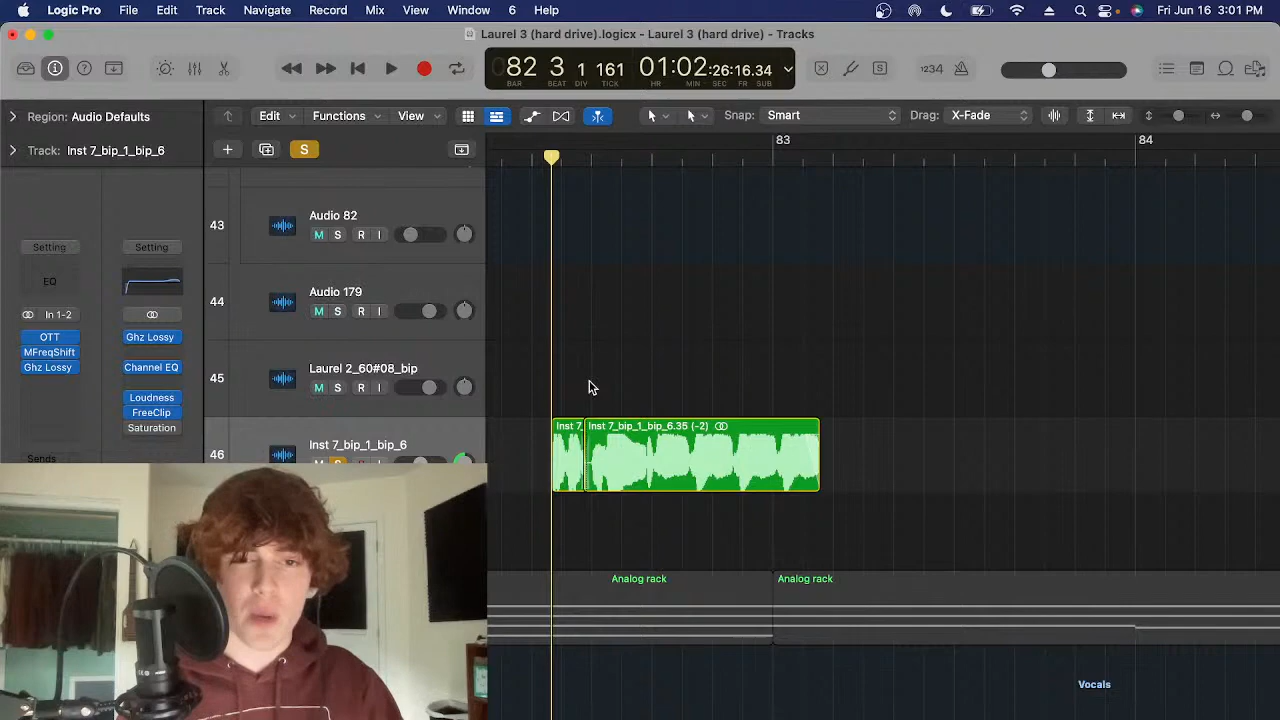 Logic Pro File Edit Track Navigate Record Mix View Window 6 Help Fri Jun 16 3:01 PM
Laurel 3 (hard drive).logicx - Laurel 3 (hard drive) - Tracks
82 3 1 161 01:02:26:16.34
BAR BEAT DIV TICK HR MIN SEC FR SUB
1234
Region: Audio Defaults
Edit Functions View Snap: Smart Drag: X-Fade
Track: Inst 7_bip_1_bip_6
S
83 84
43 Audio 82
M S R I
Setting Setting
EQ
44 Audio 179
M S R I
In 1-2
OTT Ghz Lossy
MFreqShift
Ghz Lossy Channel EQ
45 Laurel 2_60#08_bip
M S R I
Loudness
FreeClip
Saturation
46 Inst 7_bip_1_bip_6
Sends
Inst 7_ Inst 7_bip_1_bip_6.35 (-2)
Analog rack Analog rack
Vocals